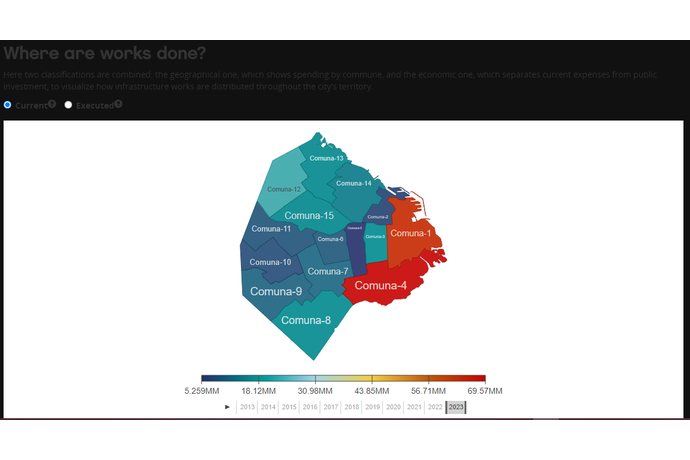 Where are works done?
Here two classifications are combined: the geographical one, which shows spending by commune, and the economic one, which separates current expenses from public
investment, to visualize how infrastructure works are distributed throughout the city's territory.
Current Executed
Comuna-13
Comuna-14
Comuna-12
Comuna-15
Comuna-2
Comuna-11
Comuna-5
Comuna-3
Comuna-1
Comuna-6
Comuna-10
Comuna-7
Comuna-9
Comuna-4
Comuna-8
5.259MM 18.12MM 30.98MM 43.85MM 56.71MM 69.57MM
2013 2014 2015 2016 2017 2018 2019 2020 2021 2022 2023